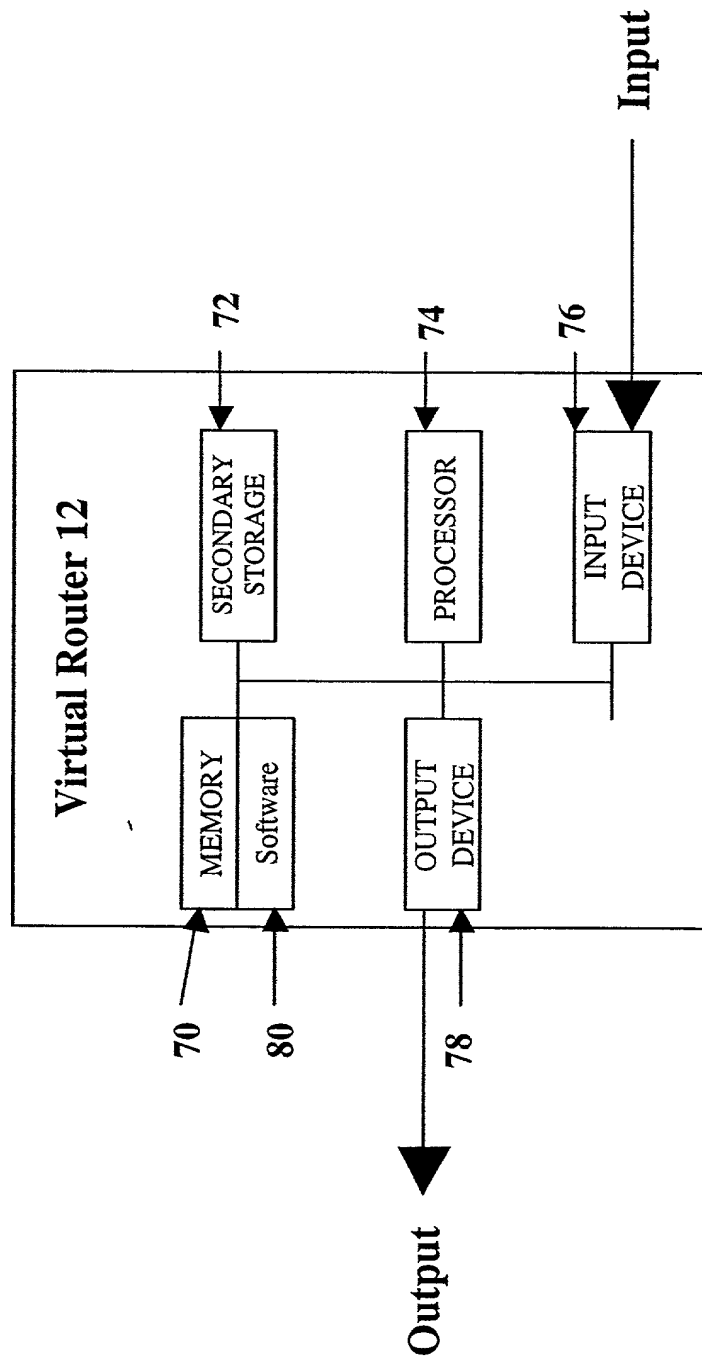 Virtual Router 12
70
MEMORY
80
Software
SECONDARY
STORAGE
72
Output
78
OUTPUT
DEVICE
PROCESSOR
74
INPUT
DEVICE
76
Input